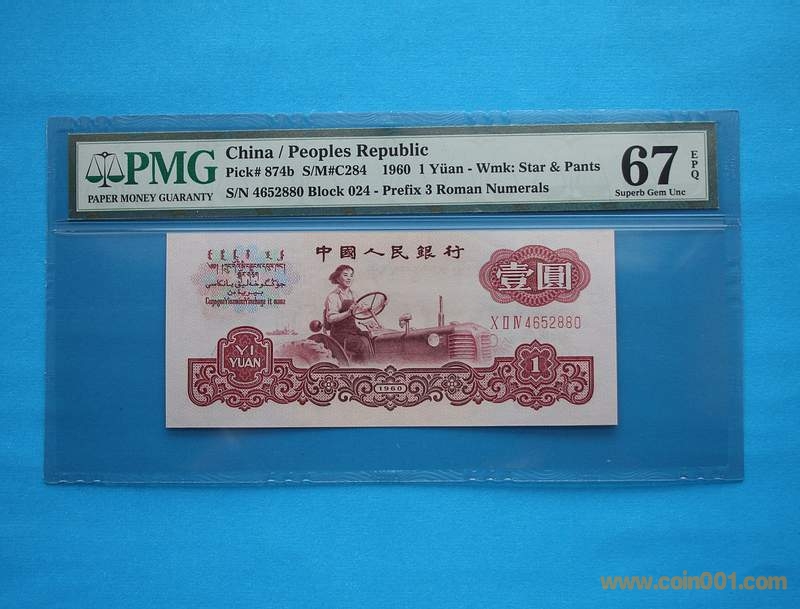 PMG
PAPER MONEY GUARANTY
China / Peoples Republic
Pick# 874b S/M#C284 1960 1 Yüan - Wmk: Star & Pants
S/N 4652880 Block 024 - Prefix 3 Roman Numerals
67
EPQ
Superb Gem Unc
中國人民銀行
壹圓
X II IV 4652880
YI
YUAN
1960
1
www.coin001.com